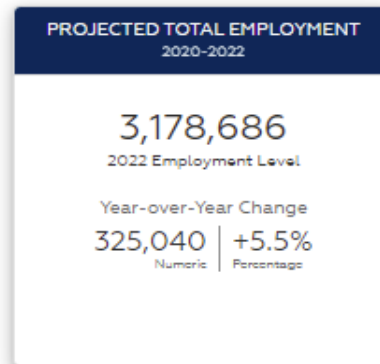 PROJECTED TOTAL EMPLOYMENT
2020-2022
3,178,686
2022 Employment Level
Year-over-Year Change
325,040 +5.5%
Numeric Percentage